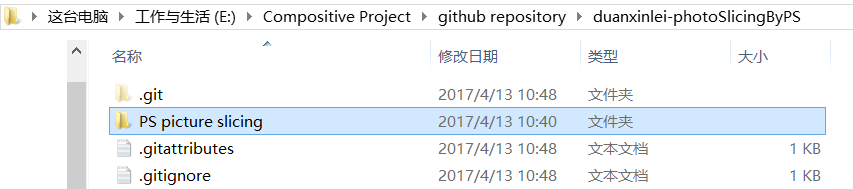 这台电脑 工作与生活 (E:) Compositive Project github repository duanxinlei-photoSlicingByPS
名称 修改日期 类型 大小
.git 2017/4/13 10:48 文件夹
PS picture slicing 2017/4/13 10:40 文件夹
.gitattributes 2017/4/13 10:48 文本文档 1 KB
.gitignore 2017/4/13 10:48 文本文档 1 KB